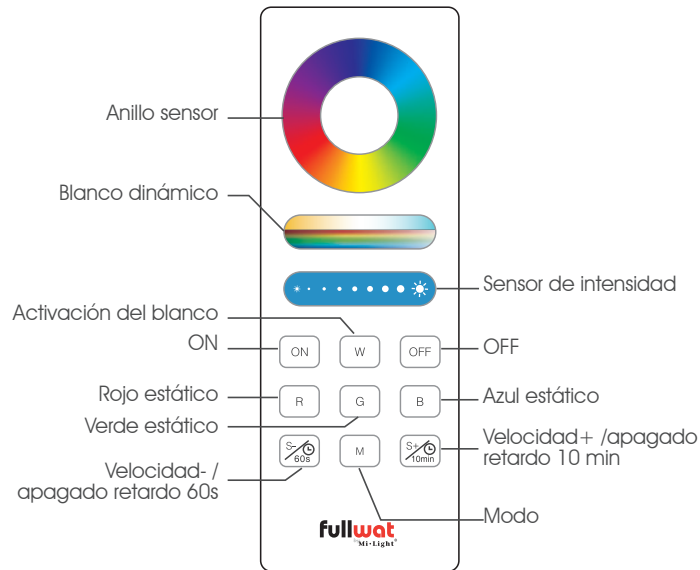 Anillo sensor
Blanco dinámico
Sensor de intensidad
Activación del blanco
ON
ON
W
OFF
OFF
Rojo estático
R
G
B
Azul estático
Verde estático
S-
60s
M
S+
10min
Velocidad+ /apagado
retardo 10 min
Velocidad- /
apagado retardo 60s
Modo
fullwat
by Mi•Light®